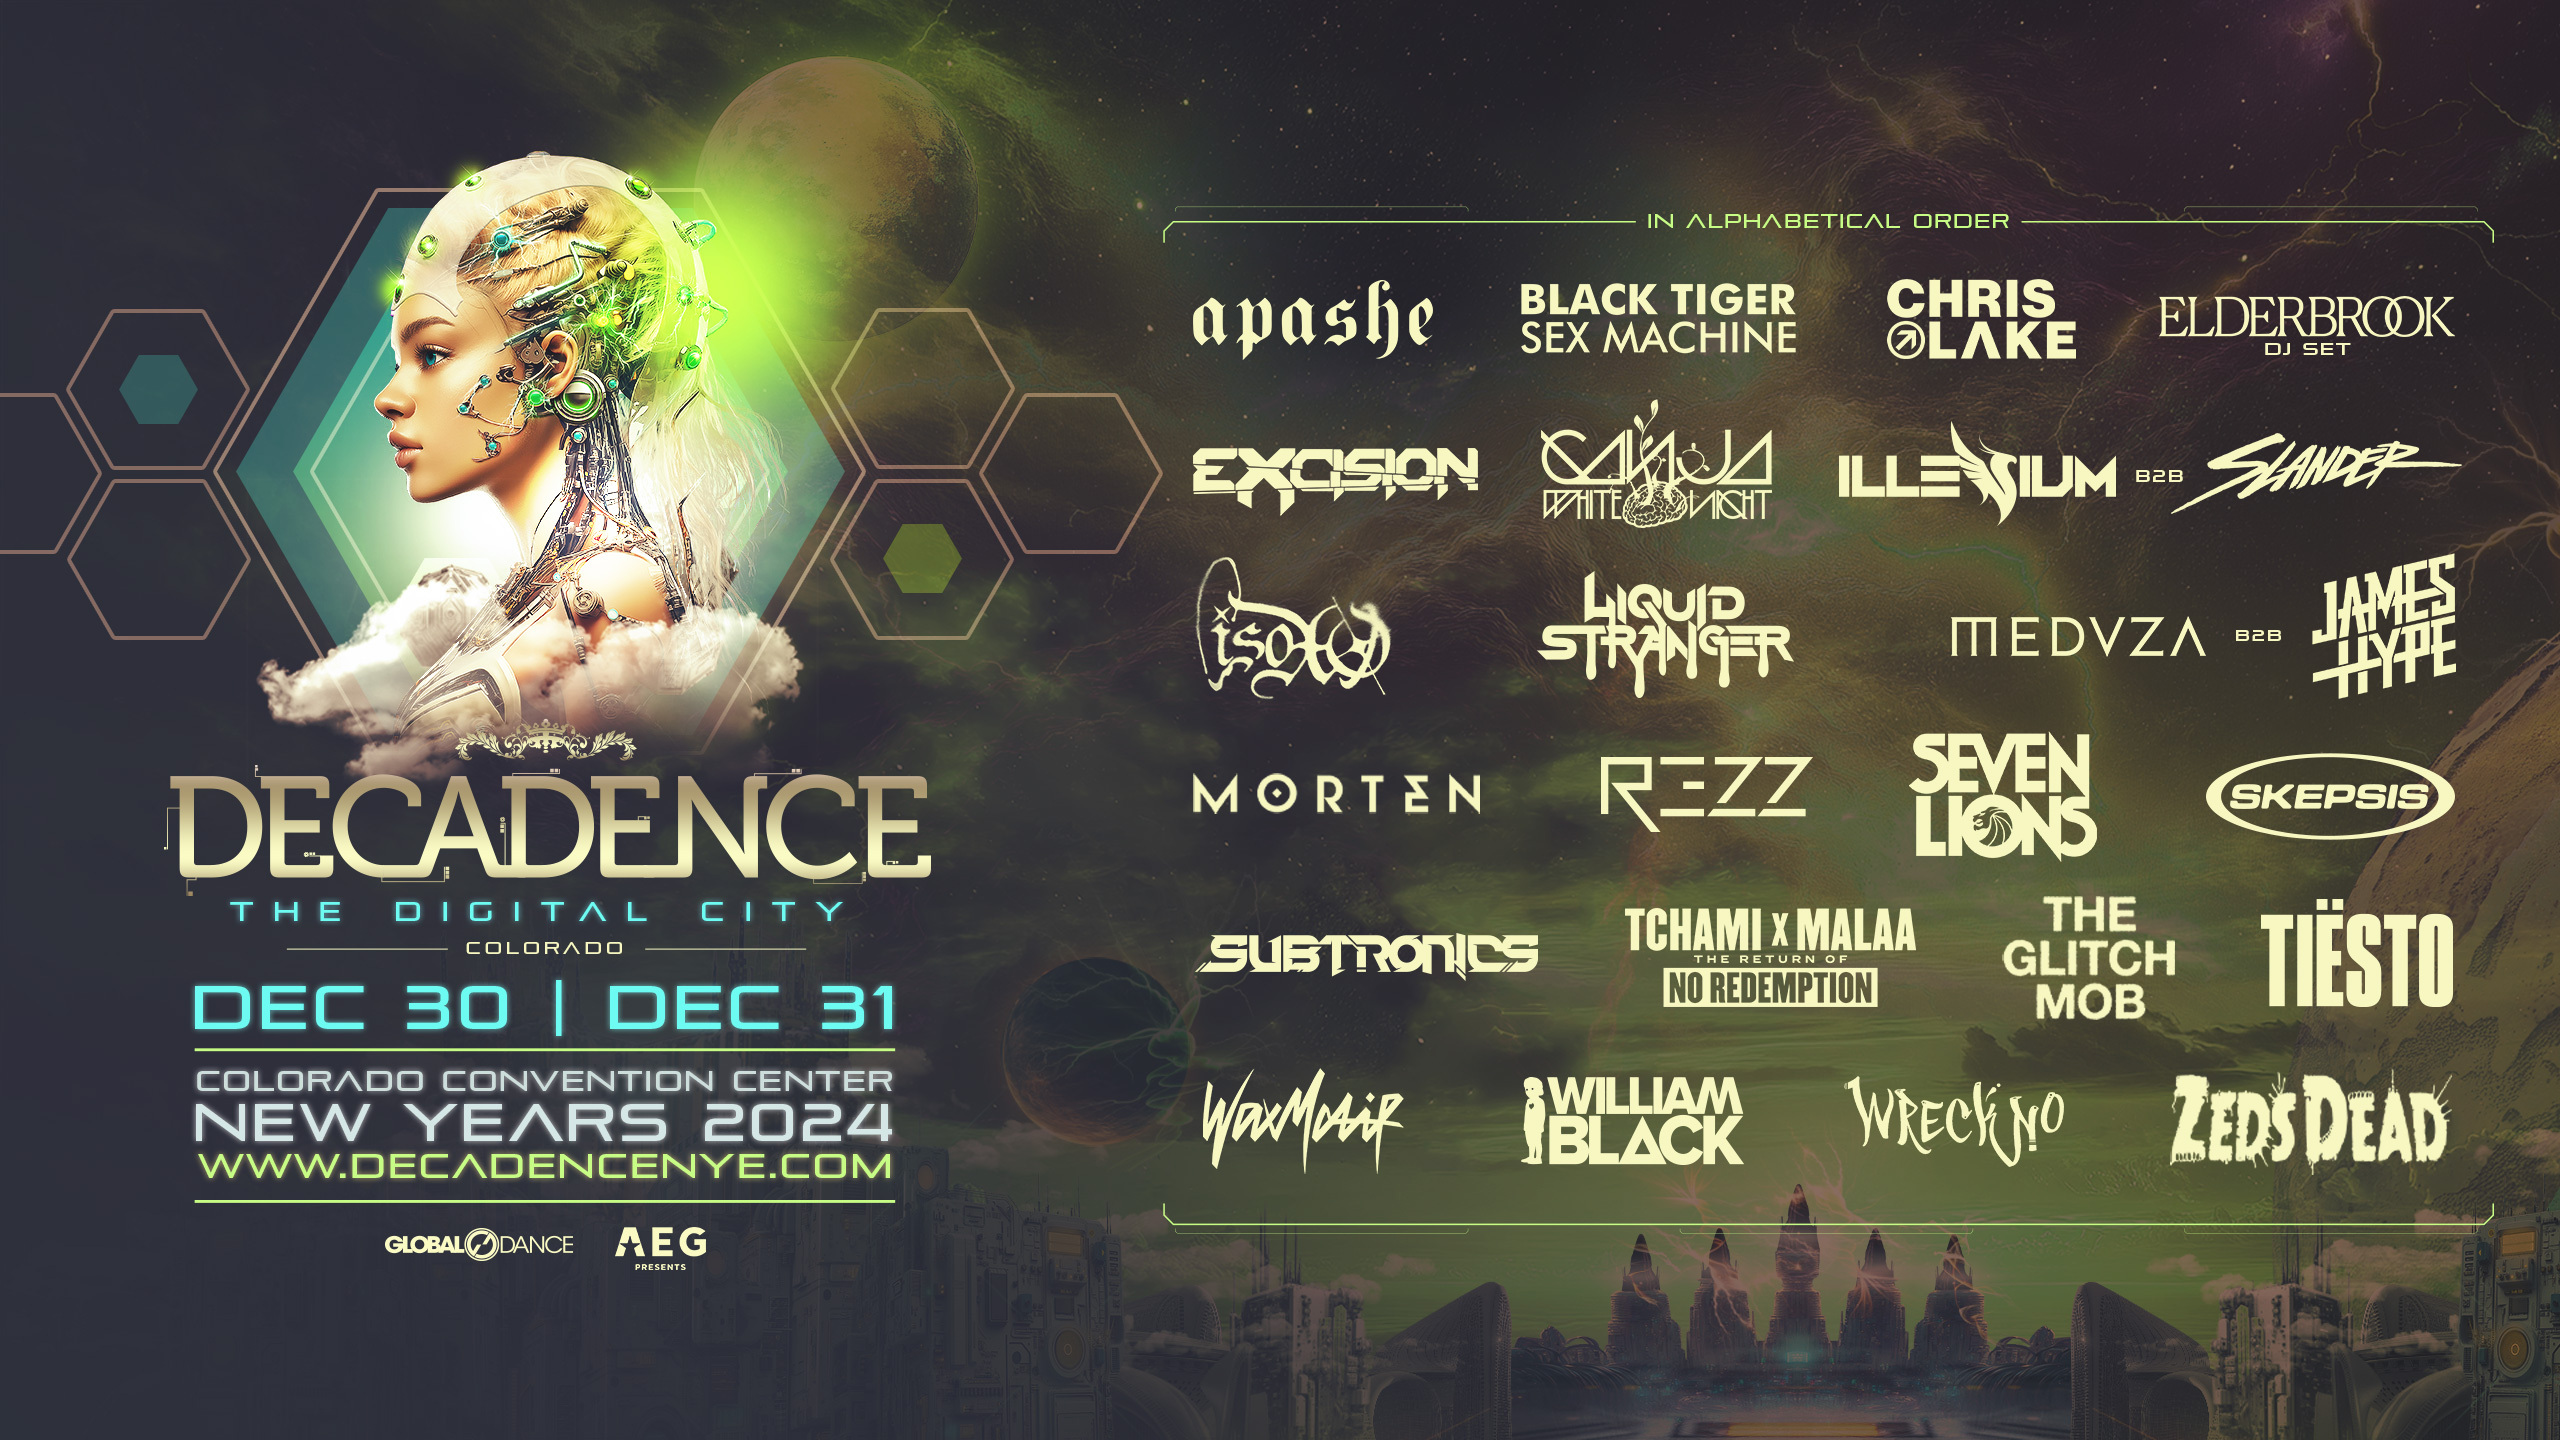 DECADENCE
THE DIGITAL CITY
COLORADO
DEC 30 | DEC 31
COLORADO CONVENTION CENTER
NEW YEARS 2024
WWW.DECADENCENYE.COM
GLOBAL DANCE
AEG
PRESENTS
IN ALPHABETICAL ORDER
apashe
BLACK TIGER
SEX MACHINE
CHRIS
LAKE
ELDERBROOK
DJ SET
EXCISION
GANJA
WHITE NIGHT
ILLENIUM B2B SLANDER
isoxo
LIQUID
STRANGER
MEDUZA B2B JAMES
HYPE
MORTEN
REZZ
SEVEN
LIONS
SKEPSIS
SUBTRONICS
TCHAMI X MALAA
THE RETURN OF
NO REDEMPTION
THE
GLITCH
MOB
TIËSTO
WAX MOTIF
WILLIAM
BLACK
WRECKNO
ZEDS DEAD